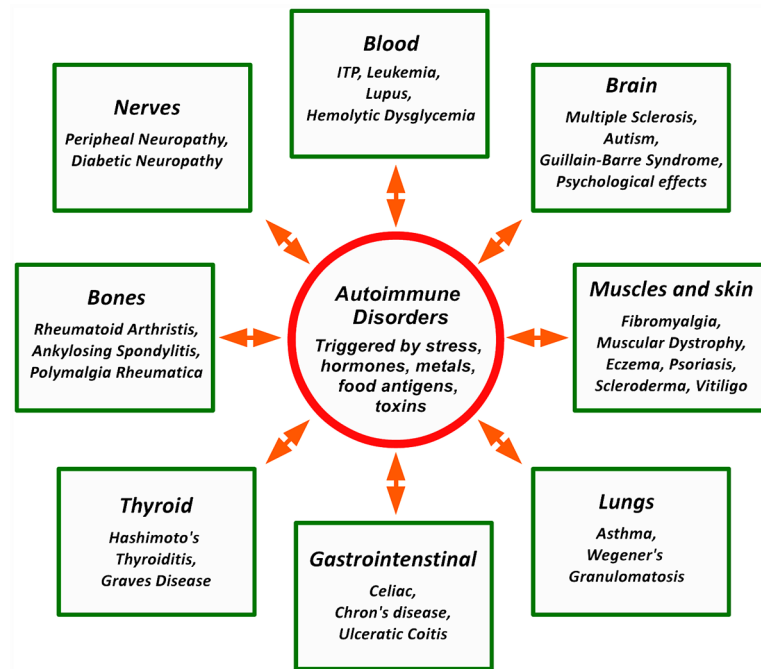 Blood
ITP, Leukemia,
Lupus,
Hemolytic Dysglycemia
Brain
Multiple Sclerosis,
Autism,
Guillain-Barre Syndrome,
Psychological effects
Nerves
Peripheal Neuropathy,
Diabetic Neuropathy
Bones
Rheumatoid Arthristis,
Ankylosing Spondylitis,
Polymalgia Rheumatica
Autoimmune
Disorders
Triggered by stress,
hormones, metals,
food antigens,
toxins
Muscles and skin
Fibromyalgia,
Muscular Dystrophy,
Eczema, Psoriasis,
Scleroderma, Vitiligo
Thyroid
Hashimoto's
Thyroiditis,
Graves Disease
Gastrointenstinal
Celiac,
Chron's disease,
Ulceratic Coitis
Lungs
Asthma,
Wegener's
Granulomatosis